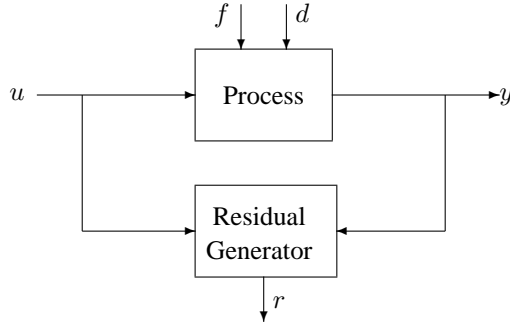 f d
u Process y
Residual
Generator
r